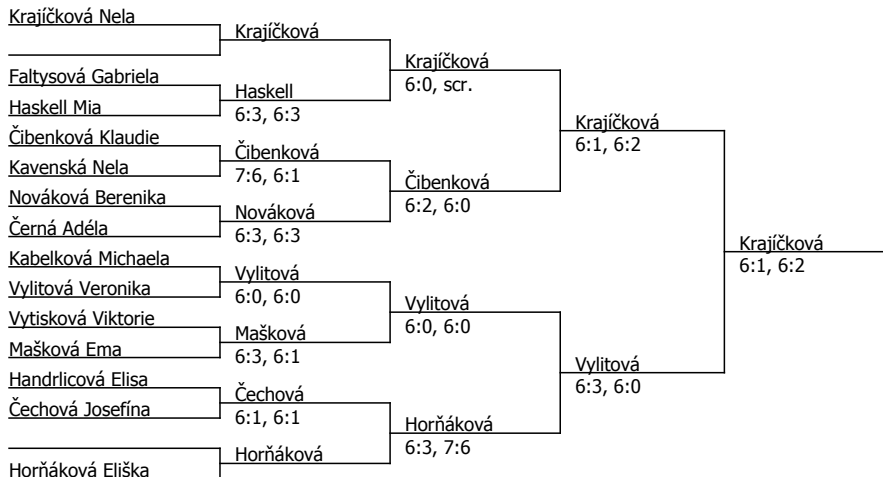 Krajíčková Nela
Faltysová Gabriela
Haskell Mia
Čibenková Klaudie
Kavenská Nela
Nováková Berenika
Černá Adéla
Kabelková Michaela
Vylitová Veronika
Vytisková Viktorie
Mašková Ema
Handrlicová Elisa
Čechová Josefína
Horňáková Eliška
Krajíčková
Haskell
6:3, 6:3
Čibenková
7:6, 6:1
Nováková
6:3, 6:3
Vylitová
6:0, 6:0
Mašková
6:3, 6:1
Čechová
6:1, 6:1
Horňáková
Krajíčková
6:0, scr.
Čibenková
6:2, 6:0
Vylitová
6:0, 6:0
Horňáková
6:3, 7:6
Krajíčková
6:1, 6:2
Vylitová
6:3, 6:0
Krajíčková
6:1, 6:2